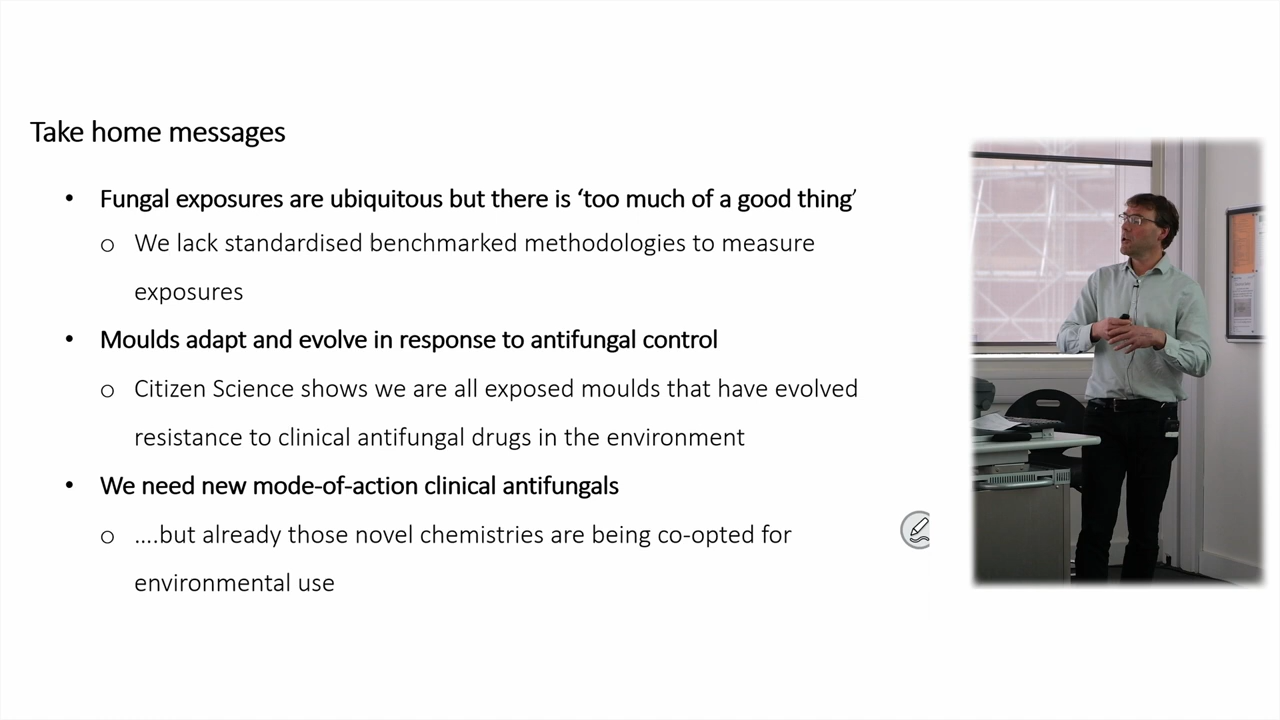 Take home messages
• Fungal exposures are ubiquitous but there is ‘too much of a good thing’
o We lack standardised benchmarked methodologies to measure
exposures
• Moulds adapt and evolve in response to antifungal control
o Citizen Science shows we are all exposed moulds that have evolved
resistance to clinical antifungal drugs in the environment
• We need new mode-of-action clinical antifungals
o ....but already those novel chemistries are being co-opted for
environmental use